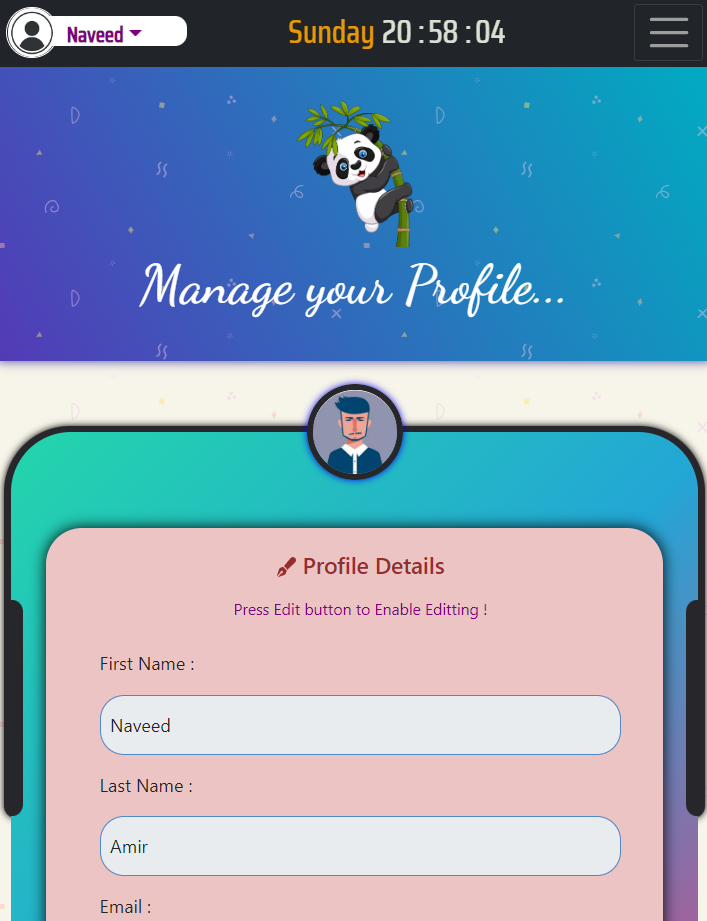 Naveed
Sunday 20 : 58 : 04
Manage your Profile...
Profile Details
Press Edit button to Enable Editting !
First Name :
Naveed
Last Name :
Amir
Email :